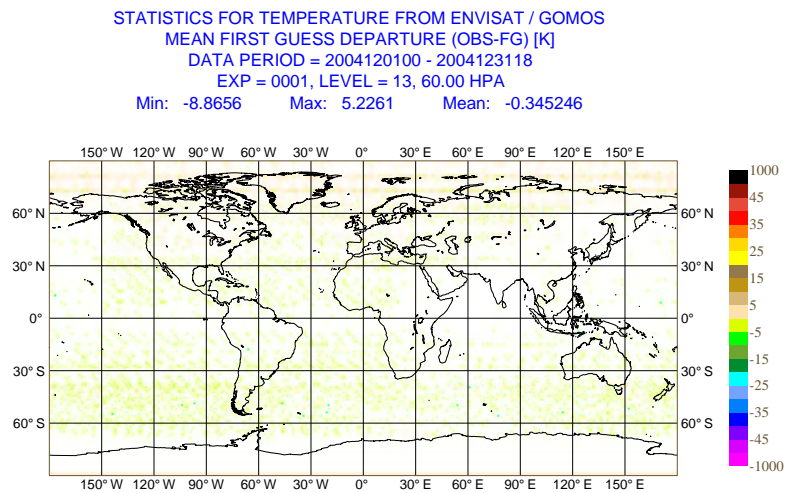 STATISTICS FOR TEMPERATURE FROM ENVISAT / GOMOS
MEAN FIRST GUESS DEPARTURE (OBS-FG) [K]
DATA PERIOD = 2004120100 - 2004123118
EXP = 0001, LEVEL = 13, 60.00 HPA
Min: -8.8656 Max: 5.2261 Mean: -0.345246
150°W 120°W 90°W 60°W 30°W 0° 30°E 60°E 90°E 120°E 150°E
1000
45
35
25
15
5
-5
-15
-25
-35
-45
-1000
60°N 60°N
30°N 30°N
0° 0°
30°S 30°S
60°S 60°S
150°W 120°W 90°W 60°W 30°W 0° 30°E 60°E 90°E 120°E 150°E